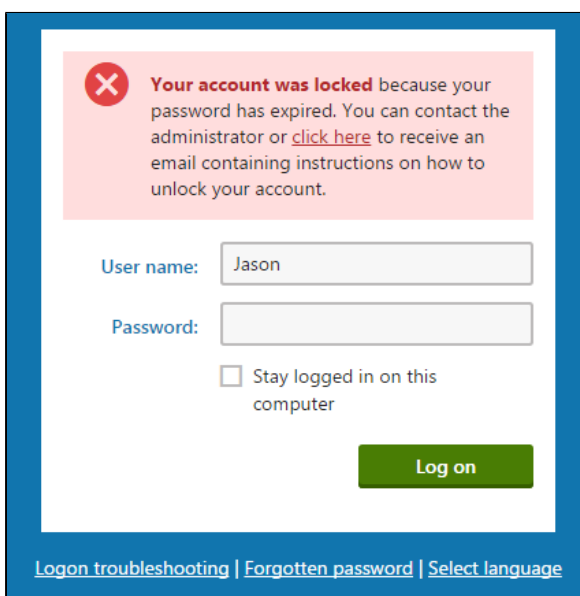 Your account was locked because your
password has expired. You can contact the
administrator or click here to receive an
email containing instructions on how to
unlock your account.
User name: Jason
Password:
Stay logged in on this
computer
Log on
Logon troubleshooting | Forgotten password | Select language